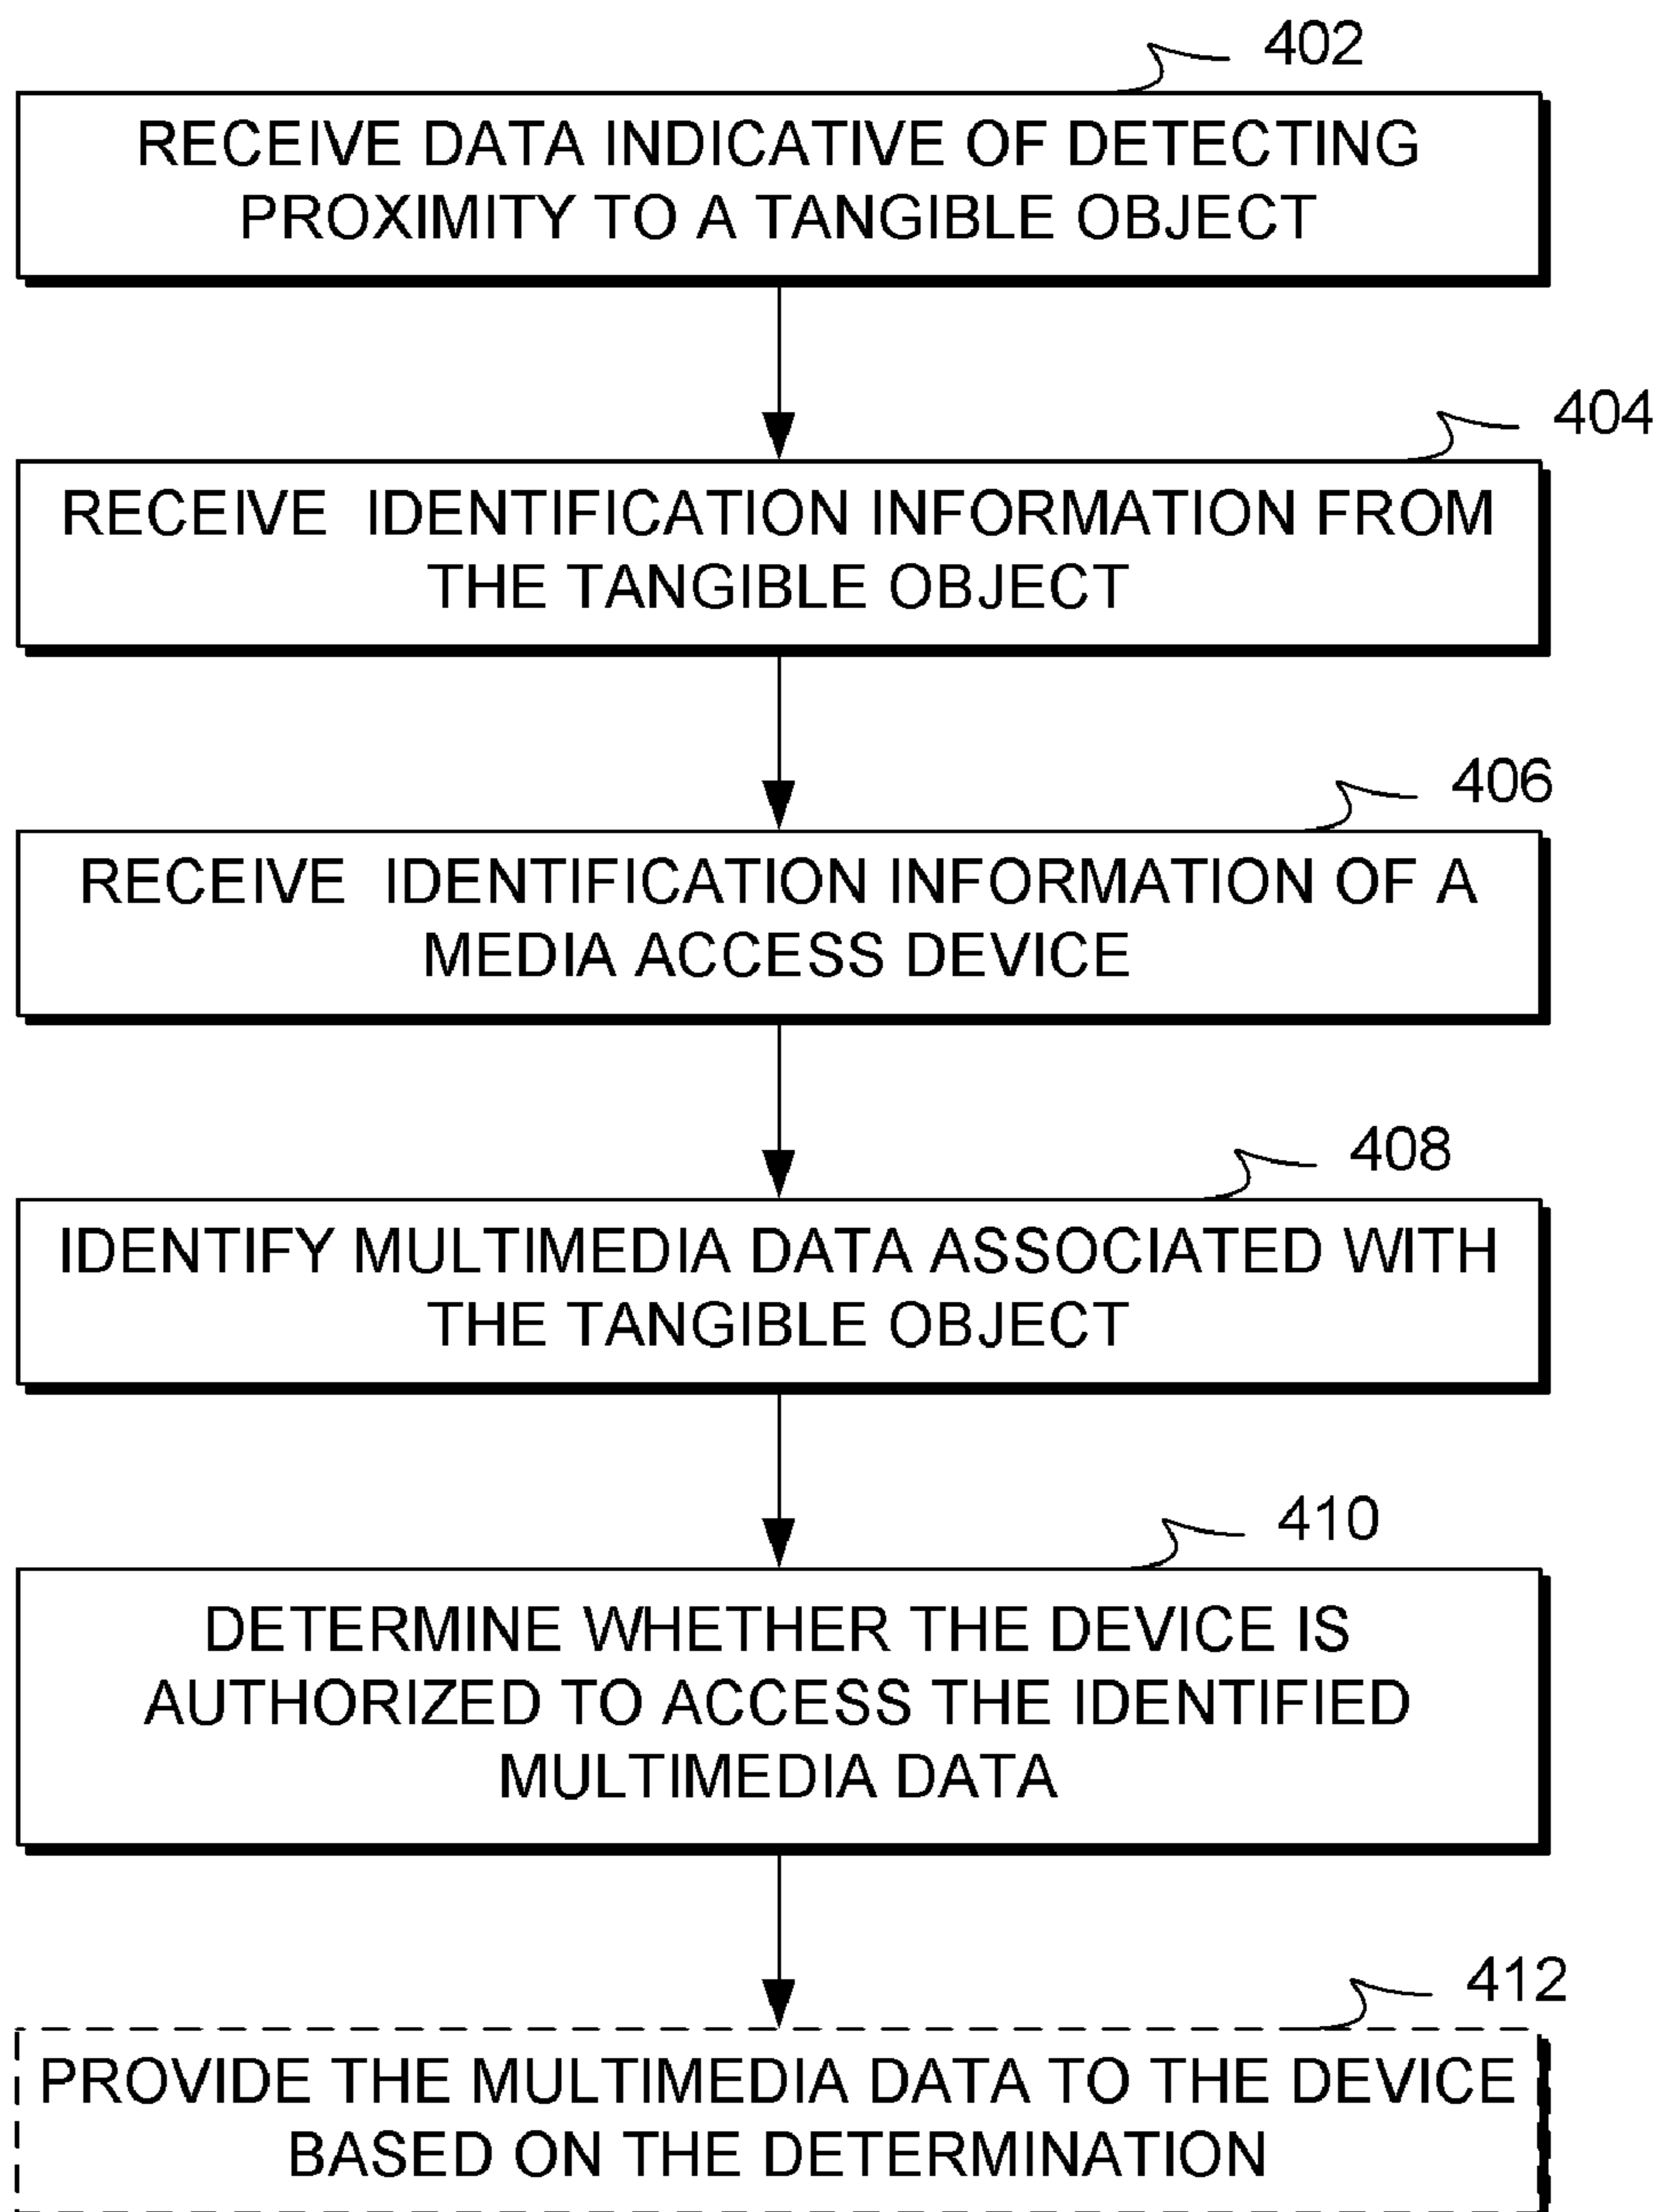 402
RECEIVE DATA INDICATIVE OF DETECTING
PROXIMITY TO A TANGIBLE OBJECT
404
RECEIVE IDENTIFICATION INFORMATION FROM
THE TANGIBLE OBJECT
406
RECEIVE IDENTIFICATION INFORMATION OF A
MEDIA ACCESS DEVICE
408
IDENTIFY MULTIMEDIA DATA ASSOCIATED WITH
THE TANGIBLE OBJECT
410
DETERMINE WHETHER THE DEVICE IS
AUTHORIZED TO ACCESS THE IDENTIFIED
MULTIMEDIA DATA
412
PROVIDE THE MULTIMEDIA DATA TO THE DEVICE
BASED ON THE DETERMINATION